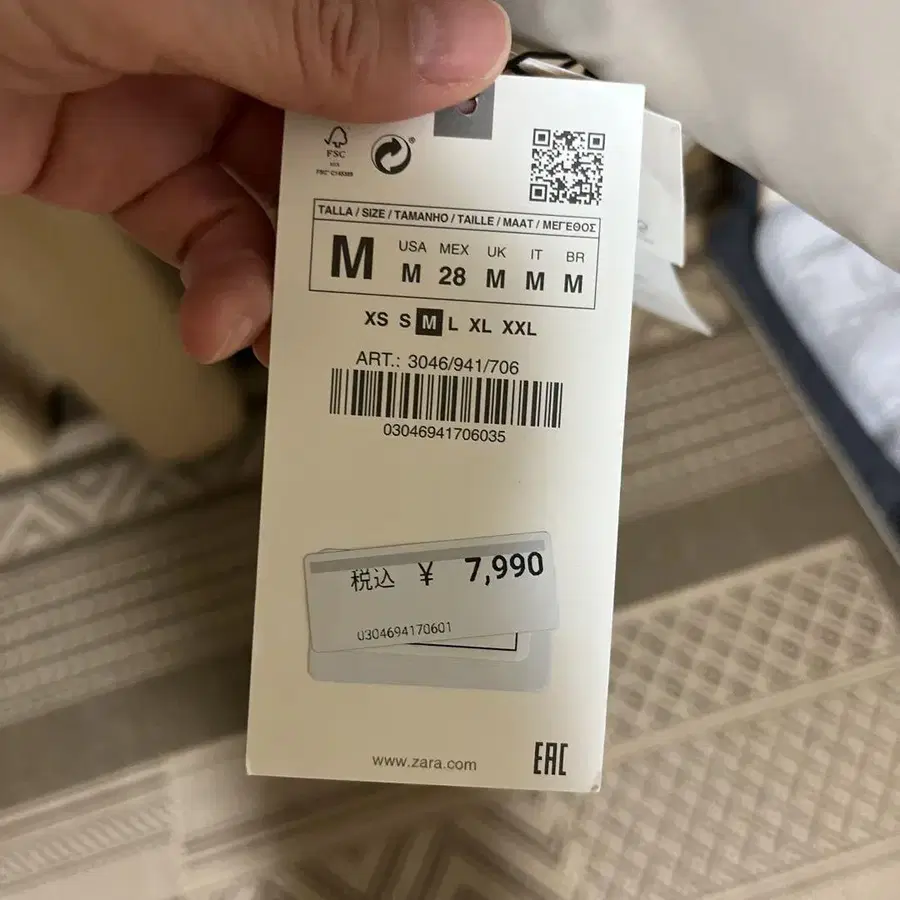 FSC
MIX
TALLA / SIZE / TAMANHO / TAILLE / MAAT / ΜΕΓΕΘΟΣ
M
USA MEX UK IT BR
M 28 M M M
XS S M L XL XXL
ART.: 3046/941/706
03046941706035
税込 ¥ 7,990
0304694170601
www.zara.com
EAC